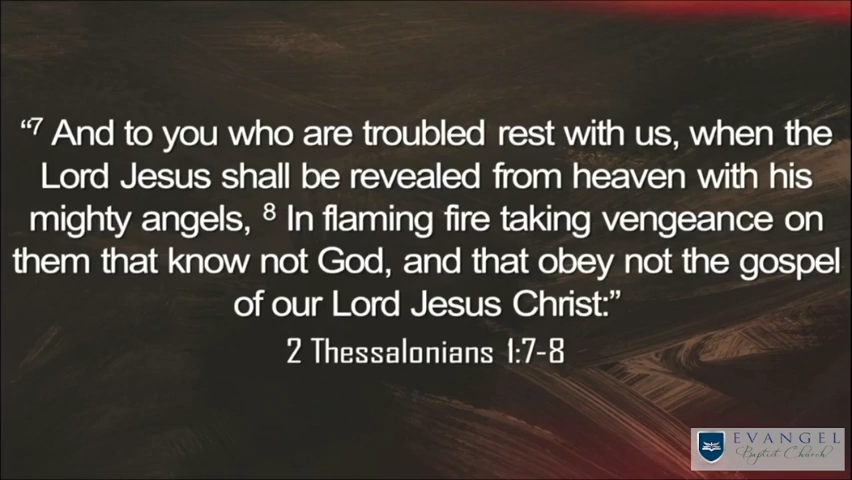 “⁷ And to you who are troubled rest with us, when the
Lord Jesus shall be revealed from heaven with his
mighty angels, ⁸ In flaming fire taking vengeance on
them that know not God, and that obey not the gospel
of our Lord Jesus Christ:”
2 Thessalonians 1:7-8
EVANGEL
Baptist Church